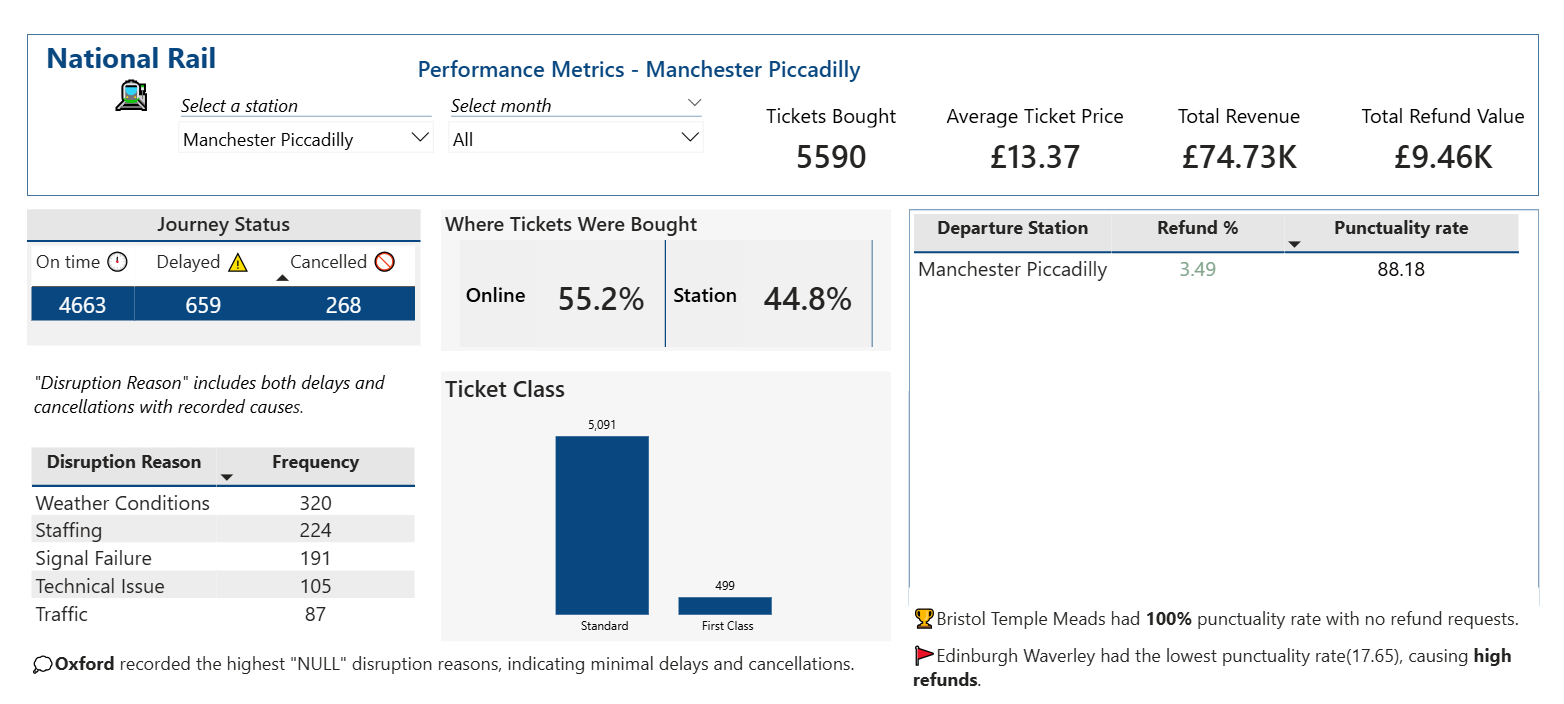 National Rail
Performance Metrics - Manchester Piccadilly
Select a station
Manchester Piccadilly
Select month
All
Tickets Bought
5590
Average Ticket Price
£13.37
Total Revenue
£74.73K
Total Refund Value
£9.46K
Journey Status
On time Delayed Cancelled
4663 659 268
"Disruption Reason" includes both delays and
cancellations with recorded causes.
Disruption Reason Frequency
Weather Conditions 320
Staffing 224
Signal Failure 191
Technical Issue 105
Traffic 87
Oxford recorded the highest "NULL" disruption reasons, indicating minimal delays and cancellations.
Where Tickets Were Bought
Online 55.2% Station 44.8%
Ticket Class
5,091
499
Standard First Class
Departure Station Refund % Punctuality rate
Manchester Piccadilly 3.49 88.18
Bristol Temple Meads had 100% punctuality rate with no refund requests.
Edinburgh Waverley had the lowest punctuality rate(17.65), causing high
refunds.